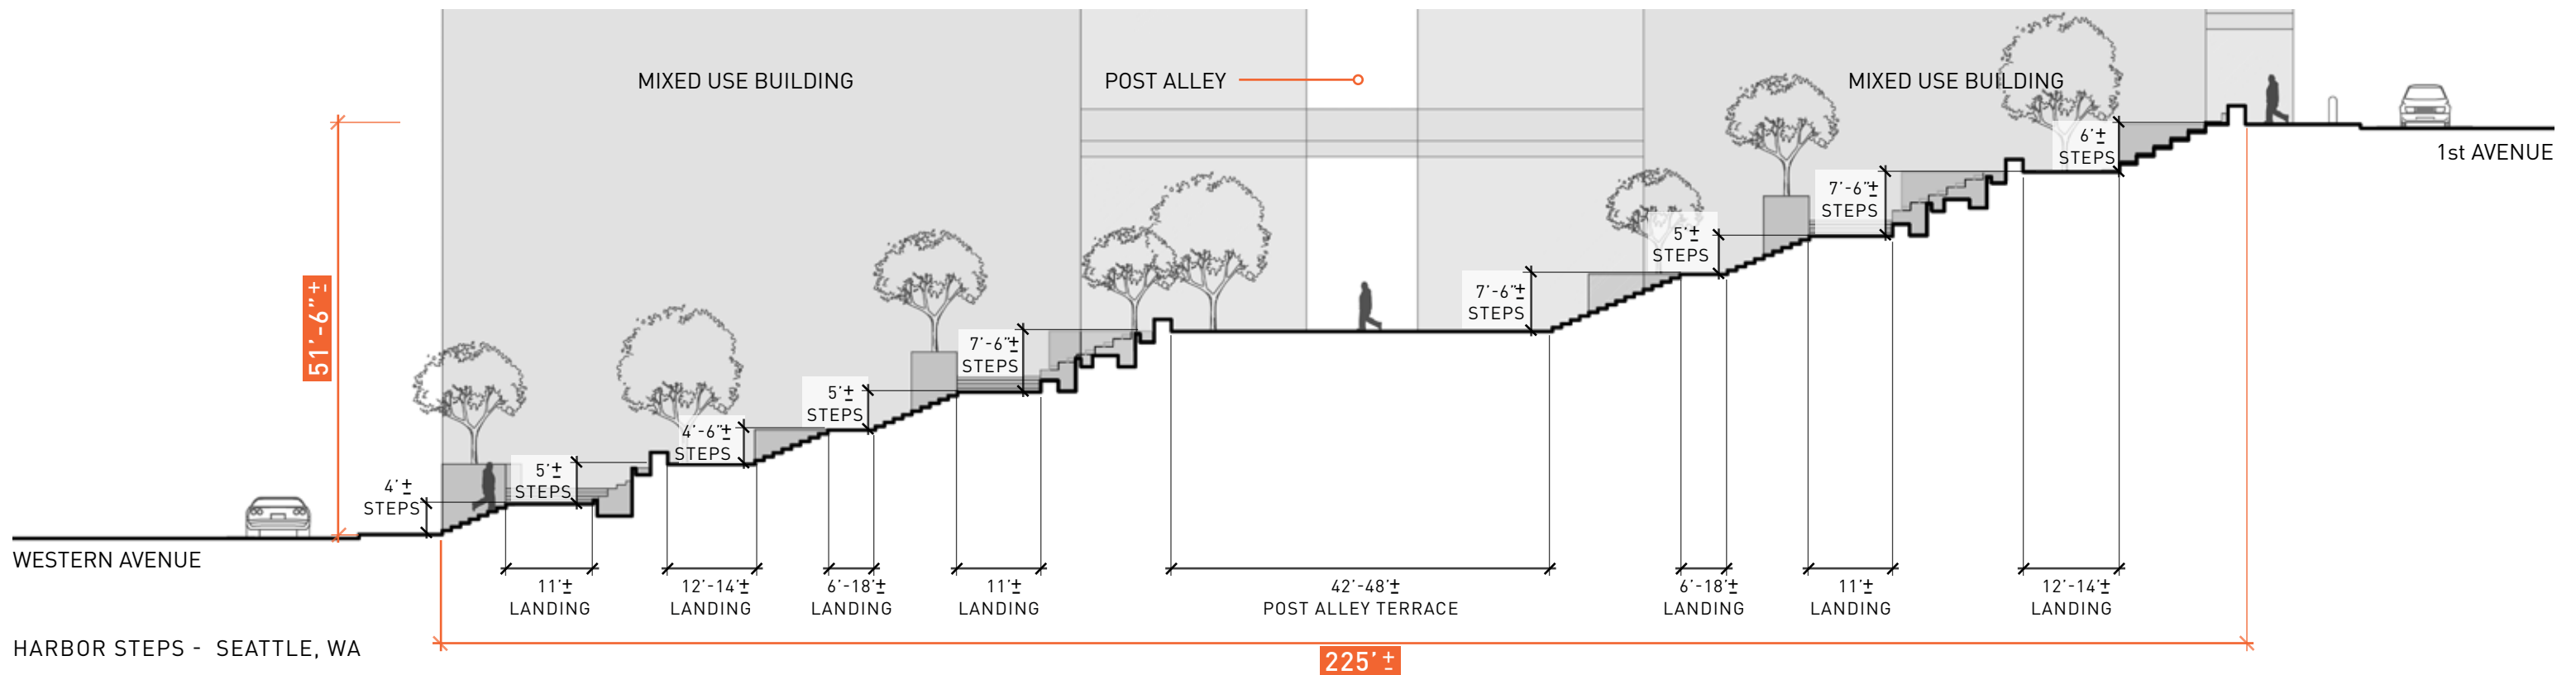 MIXED USE BUILDING
POST ALLEY
MIXED USE BUILDING
6'±
STEPS
1st AVENUE
7'-6"±
STEPS
5'±
STEPS
7'-6"±
STEPS
51'-6"±
7'-6"±
STEPS
5'±
STEPS
4'-6"±
STEPS
5'±
STEPS
4'±
STEPS
WESTERN AVENUE
11'±
LANDING
12'-14'±
LANDING
6'-18'±
LANDING
11'±
LANDING
42'-48'±
POST ALLEY TERRACE
6'-18'±
LANDING
11'±
LANDING
12'-14'±
LANDING
HARBOR STEPS - SEATTLE, WA
225'±